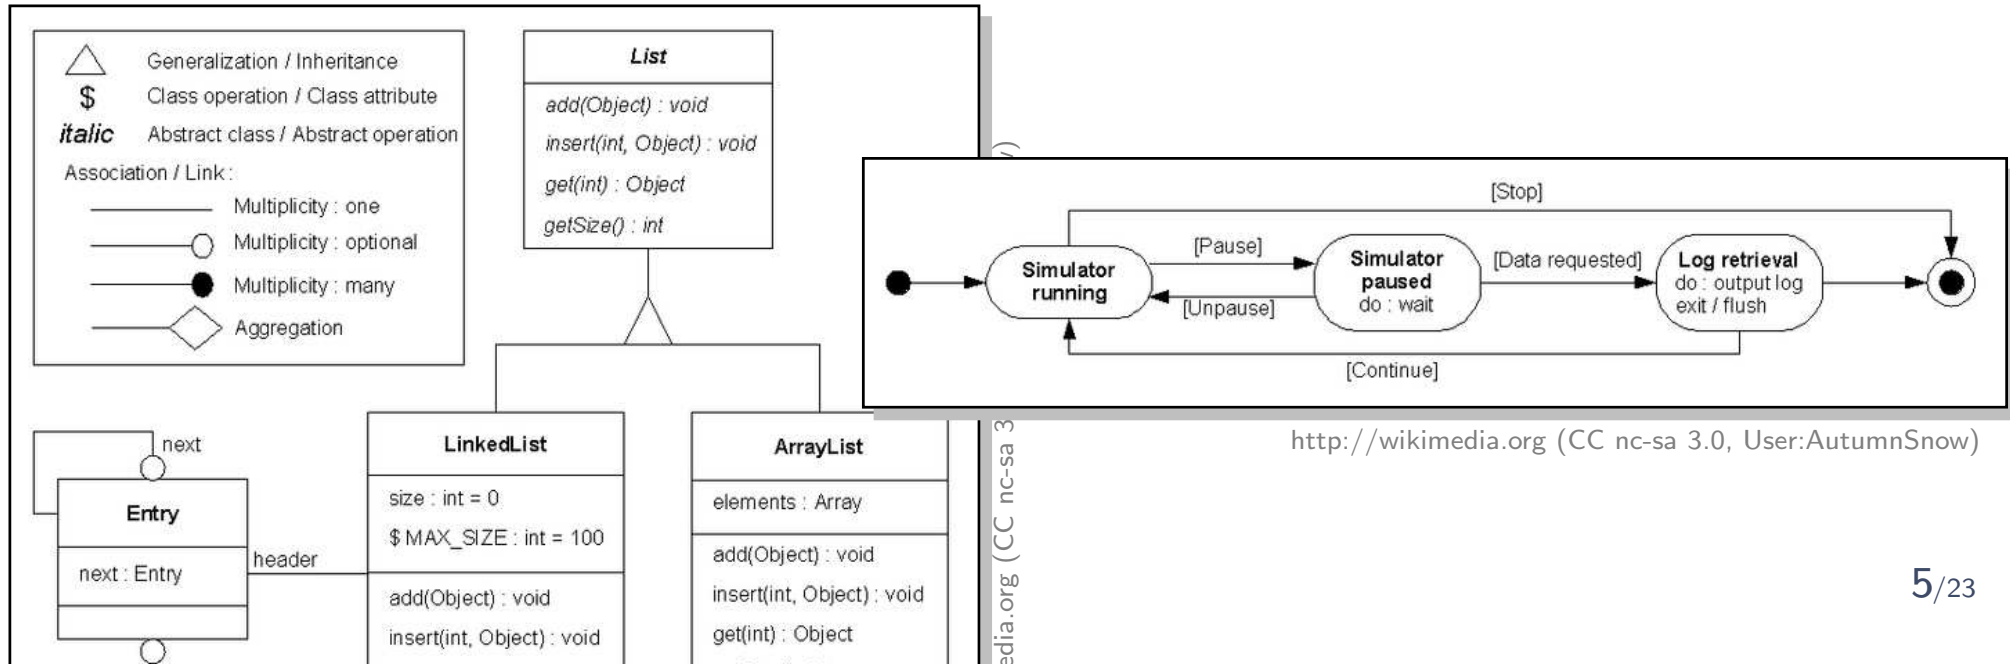 Generalization / Inheritance
$ Class operation / Class attribute
italic Abstract class / Abstract operation
Association / Link :
Multiplicity : one
Multiplicity : optional
Multiplicity : many
Aggregation
List
add(Object) : void
insert(int, Object) : void
get(int) : Object
getSize() : int
next
Entry
next : Entry
header
LinkedList
size : int = 0
$ MAX_SIZE : int = 100
add(Object) : void
insert(int, Object) : void
ArrayList
elements : Array
add(Object) : void
insert(int, Object) : void
get(int) : Object
(CC nc-sa 3
[Stop]
Simulator
running
[Pause]
[Unpause]
Simulator
paused
do : wait
[Data requested]
Log retrieval
do : output log
exit / flush
[Continue]
http://wikimedia.org (CC nc-sa 3.0, User:AutumnSnow)
5/23